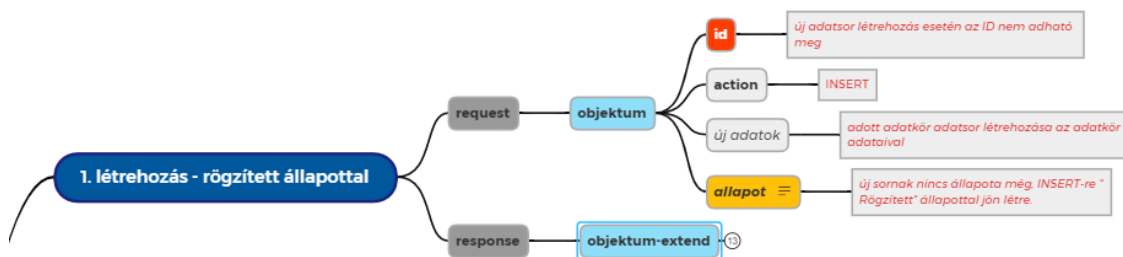 id
új adatsor létrehozás esetén az ID nem adható
meg
action
INSERT
request
objektum
új adatok
adott adatkör adatsor létrehozása az adatkör
adataival
1. létrehozás - rögzített állapottal
allapot
új sornak nincs állapota még, INSERT-re "
Rögzített" állapottal jön létre.
response
objektum-extend
13